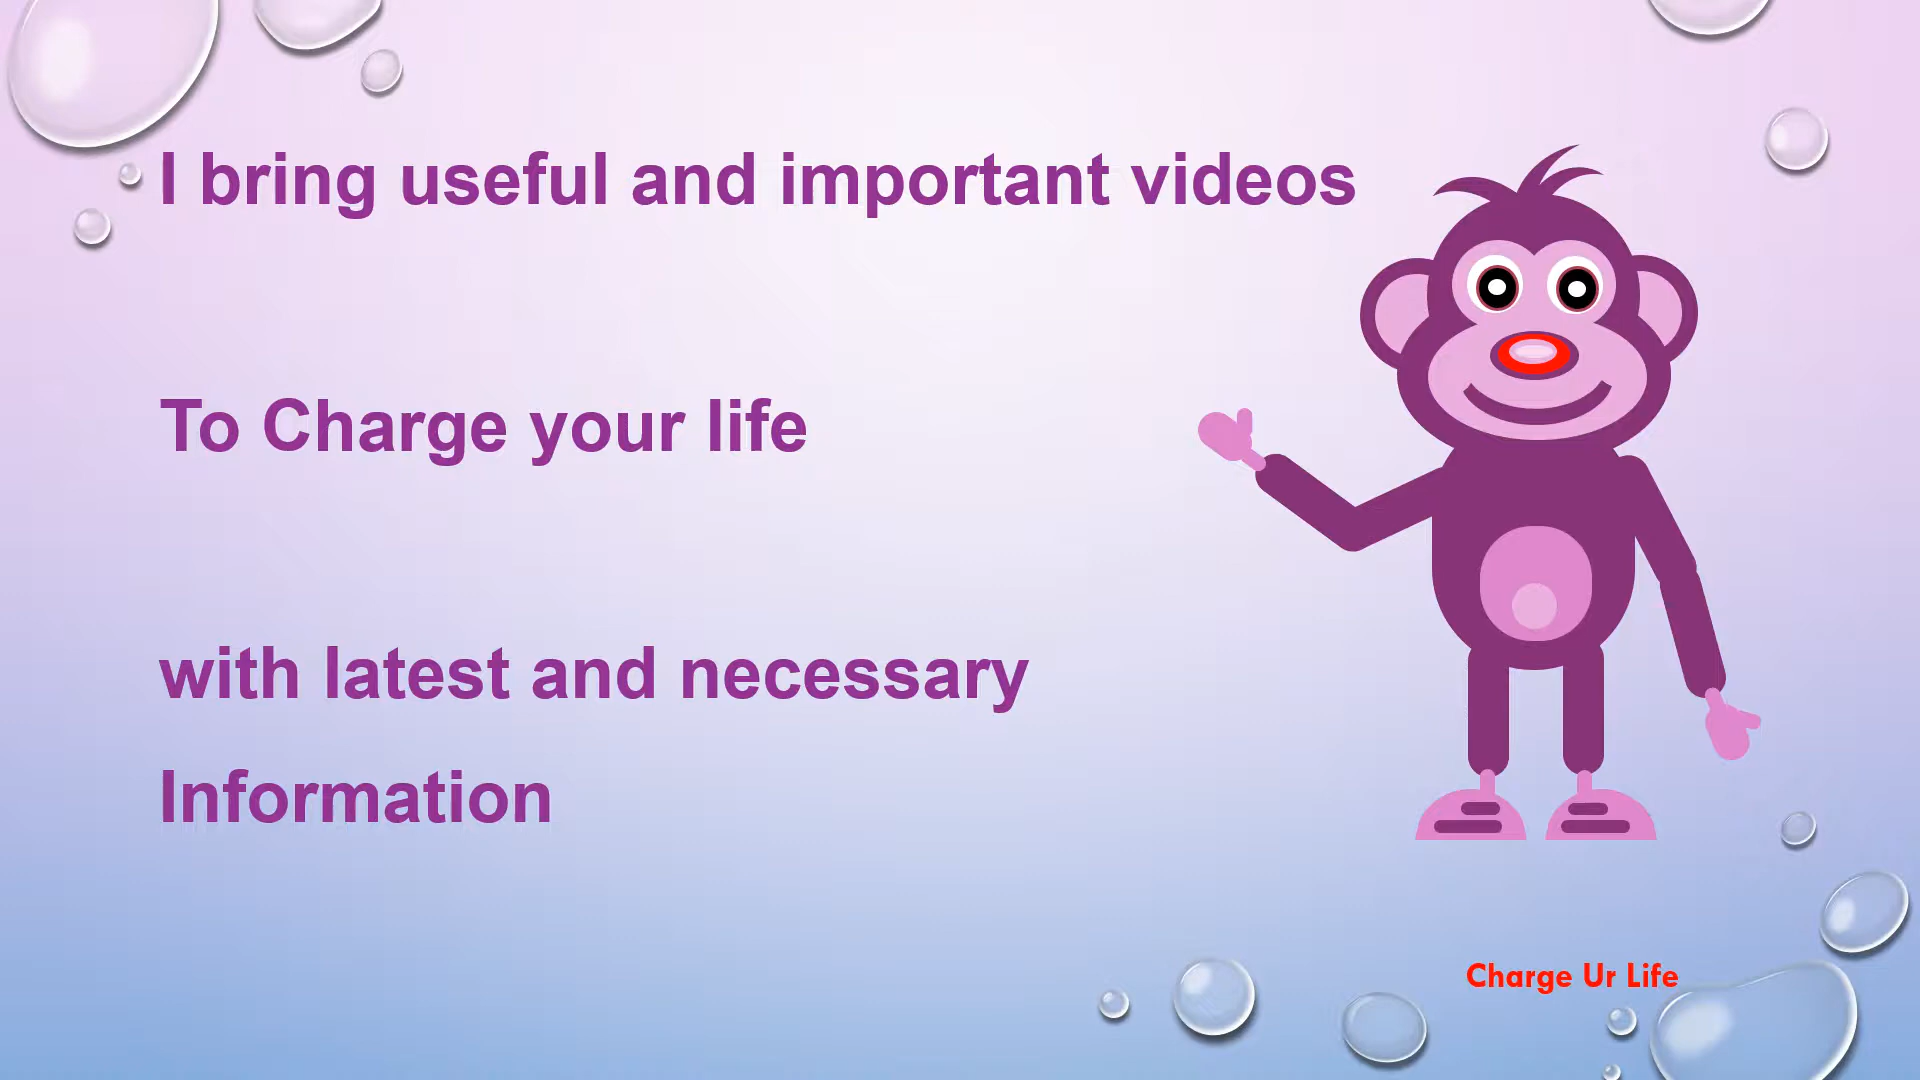 I bring useful and important videos
To Charge your life
with latest and necessary
Information
Charge Ur Life